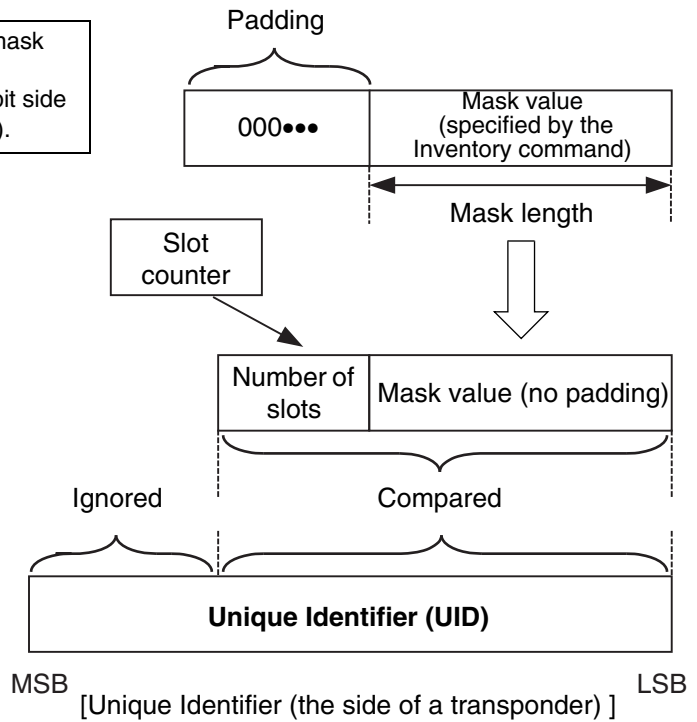 Padding
mask
bit side
).
000●●●
Mask value
(specified by the
Inventory command)
Mask length
Slot
counter
Number of
slots
Mask value (no padding)
Ignored
Compared
Unique Identifier (UID)
MSB
LSB
[Unique Identifier (the side of a transponder) ]